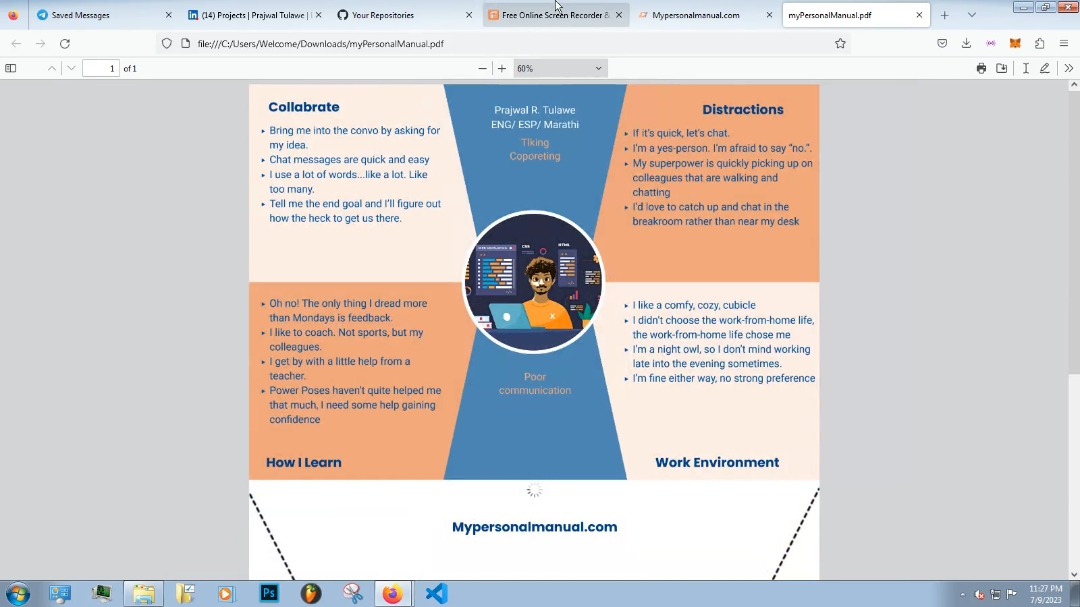 Saved Messages
(14) Projects | Prajwal Tulawe |
Your Repositories
Free Online Screen Recorder &
Mypersonalmanual.com
myPersonalManual.pdf
file:///C:/Users/Welcome/Downloads/myPersonalManual.pdf
1 of 1
60%
Collabrate
Bring me into the convo by asking for
my idea.
Chat messages are quick and easy
I use a lot of words...like a lot. Like
too many.
Tell me the end goal and I'll figure out
how the heck to get us there.
Prajwal R. Tulawe
ENG/ ESP/ Marathi
Tlking
Coporeting
Distractions
If it's quick, let's chat.
I'm a yes-person. I'm afraid to say "no.".
My superpower is quickly picking up on
colleagues that are walking and
chatting
I'd love to catch up and chat in the
breakroom rather than near my desk
CSS
HTML
Oh no! The only thing I dread more
than Mondays is feedback.
I like to coach. Not sports, but my
colleagues.
I get by with a little help from a
teacher.
Power Poses haven't quite helped me
that much, I need some help gaining
confidence
How I Learn
Poor
communication
I like a comfy, cozy, cubicle
I didn't choose the work-from-home life,
the work-from-home life chose me
I'm a night owl, so I don't mind working
late into the evening sometimes.
I'm fine either way, no strong preference
Work Environment
Mypersonalmanual.com
Ps
11:27 PM
7/9/2023